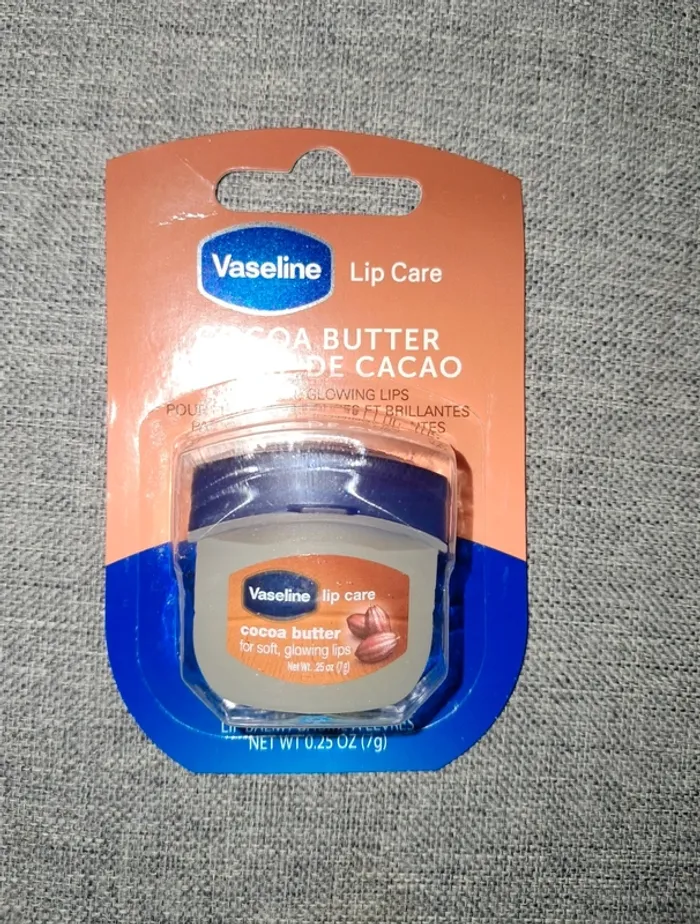 Vaseline Lip Care
COCOA BUTTER
DE CACAO
GLOWING LIPS
ET BRILLANTES
Vaseline lip care
cocoa butter
for soft, glowing lips
Net Wt. .25 oz (7g)
NET WT 0.25 OZ (7g)